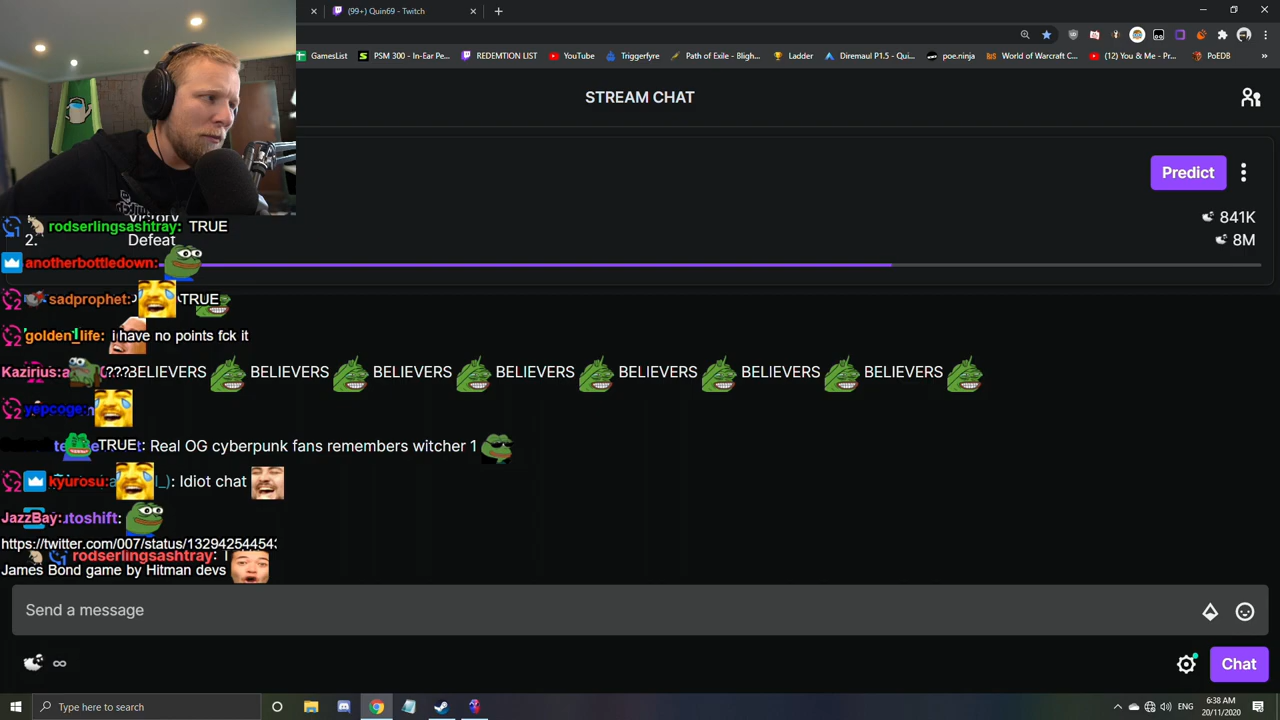 (99+) Quin69 - Twitch
GamesList
PSM 300 - In-Ear Pe...
REDEMTION LIST
YouTube
Triggerfyre
Path of Exile - Bligh...
Ladder
Diremaul P1.5 - Qui...
poe.ninja
World of Warcraft C...
(12) You & Me - Pr...
PoEDB
STREAM CHAT
Predict
Victory
841K
rodserlingsashtray: TRUE
2. Defeat
8M
anotherbottledown:
sadprophet: TRUE
golden_life: i have no points fck it
Kazirius: ???BELIEVERS BELIEVERS BELIEVERS BELIEVERS BELIEVERS BELIEVERS BELIEVERS
yepcoge:
TRUE : Real OG cyberpunk fans remembers witcher 1
kyurosu: : Idiot chat
JazzBay: utoshift:
https://twitter.com/007/status/132942544543
rodserlingsashtray:
James Bond game by Hitman devs
Send a message
∞
Chat
Type here to search
ENG
6:38 AM
20/11/2020